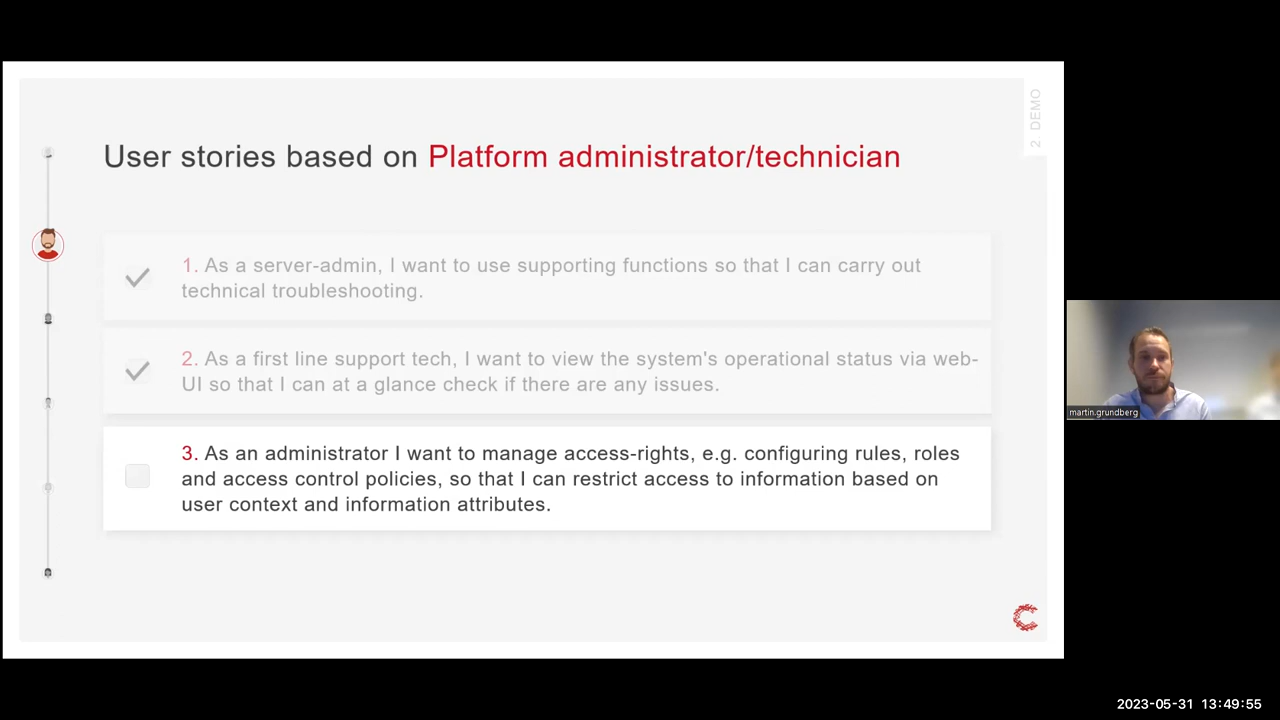 2 DEMO
User stories based on Platform administrator/technician
1. As a server-admin, I want to use supporting functions so that I can carry out
technical troubleshooting.
2. As a first line support tech, I want to view the system's operational status via web-
UI so that I can at a glance check if there are any issues.
3. As an administrator I want to manage access-rights, e.g. configuring rules, roles
and access control policies, so that I can restrict access to information based on
user context and information attributes.
martin.grundberg
2023-05-31 13:49:55